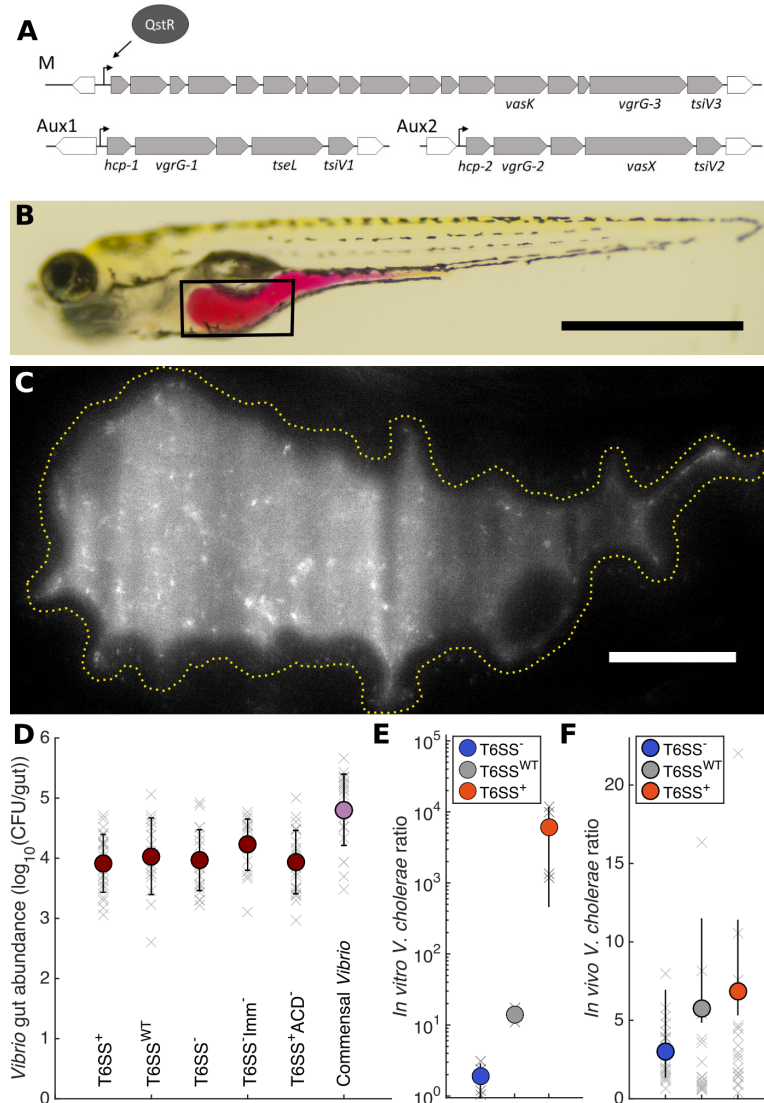 A
QstR
M
vasK
vgrG-3
tsiV3
Aux1
Aux2
hcp-1
vgrG-1
tseL
tsiV1
hcp-2
vgrG-2
vasX
tsiV2
B
C
D
Vibrio gut abundance (log10(CFU/gut))
6
5
4
3
2
1
0
T6SS+
T6SSWT
T6SS-
T6SS-Imm-
T6SS+ACD-
Commensal Vibrio
E
In vitro V. cholerae ratio
10^5
10^4
10^3
10^2
10^1
10^0
T6SS-
T6SSWT
T6SS+
F
In vivo V. cholerae ratio
20
15
10
5
0
T6SS-
T6SSWT
T6SS+